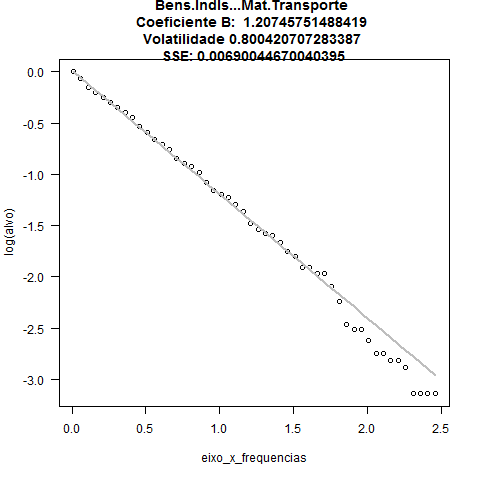 Bens.Indis...Mat.Transporte
Coeficiente B:  1.20745751488419
Volatilidade 0.800420707283387
SSE: 0.00690044670040395
log(alvo)
0.0
-0.5
-1.0
-1.5
-2.0
-2.5
-3.0
0.0 0.5 1.0 1.5 2.0 2.5
eixo_x_frequencias